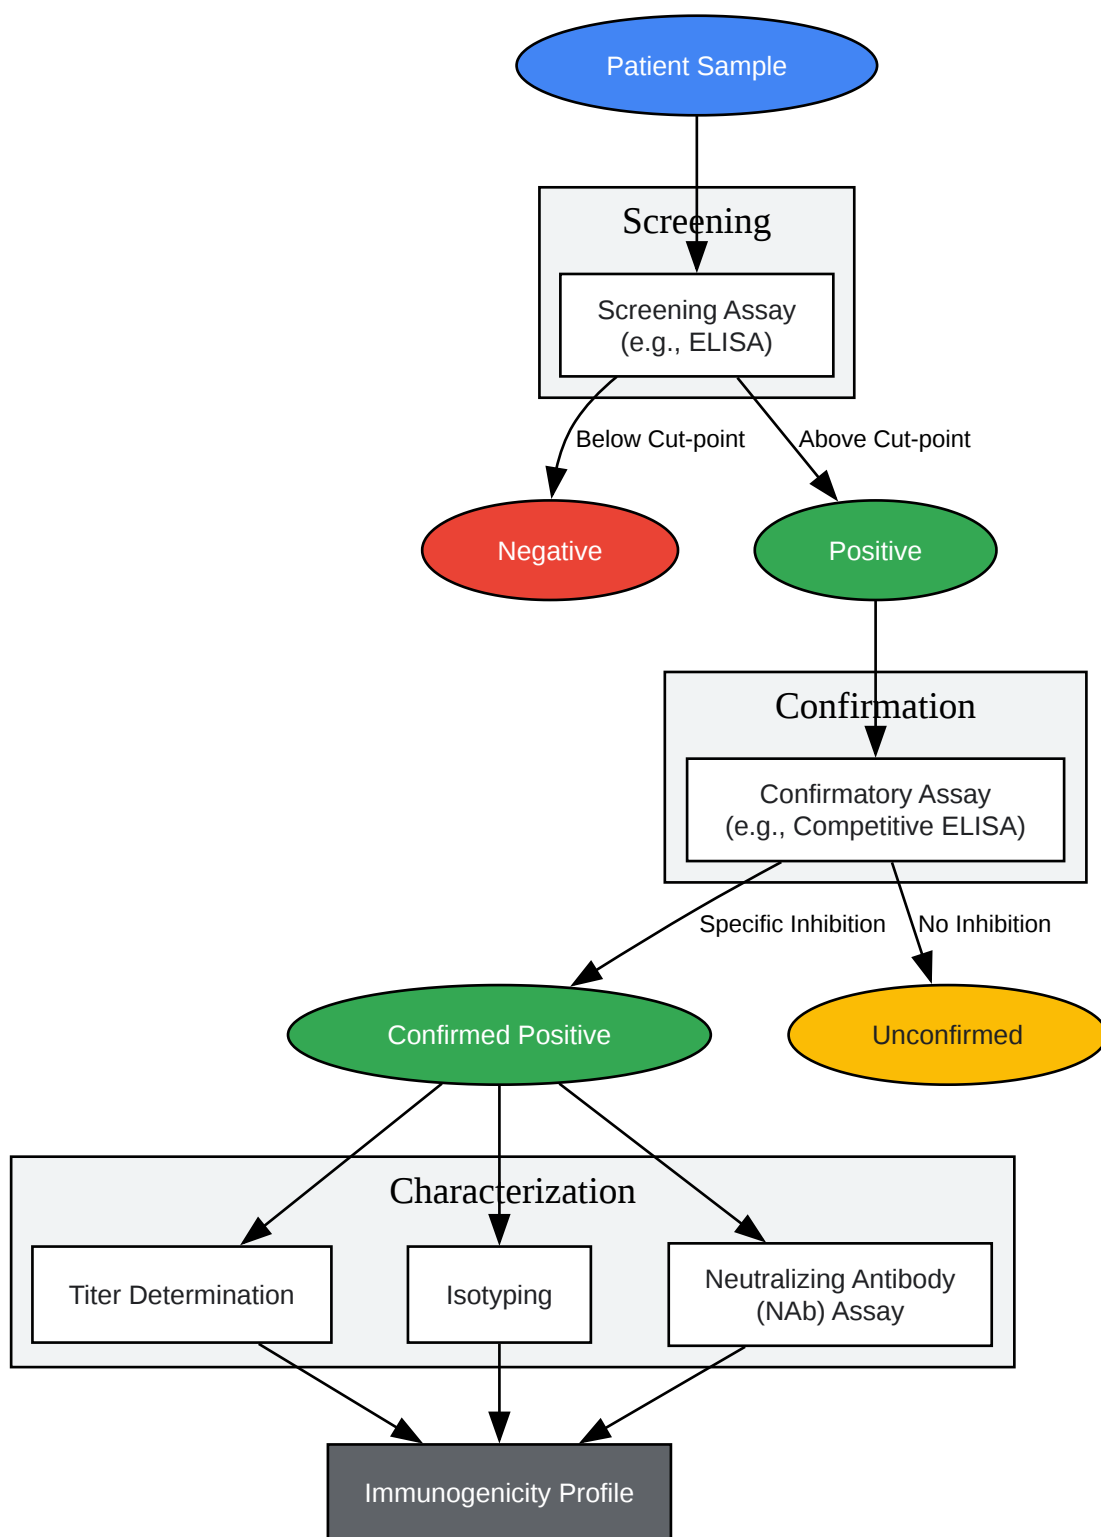 Patient Sample
Screening
Screening Assay
(e.g., ELISA)
Below Cut-point
Above Cut-point
Negative
Positive
Confirmation
Confirmatory Assay
(e.g., Competitive ELISA)
Specific Inhibition
No Inhibition
Confirmed Positive
Unconfirmed
Characterization
Titer Determination
Isotyping
Neutralizing Antibody
(NAb) Assay
Immunogenicity Profile